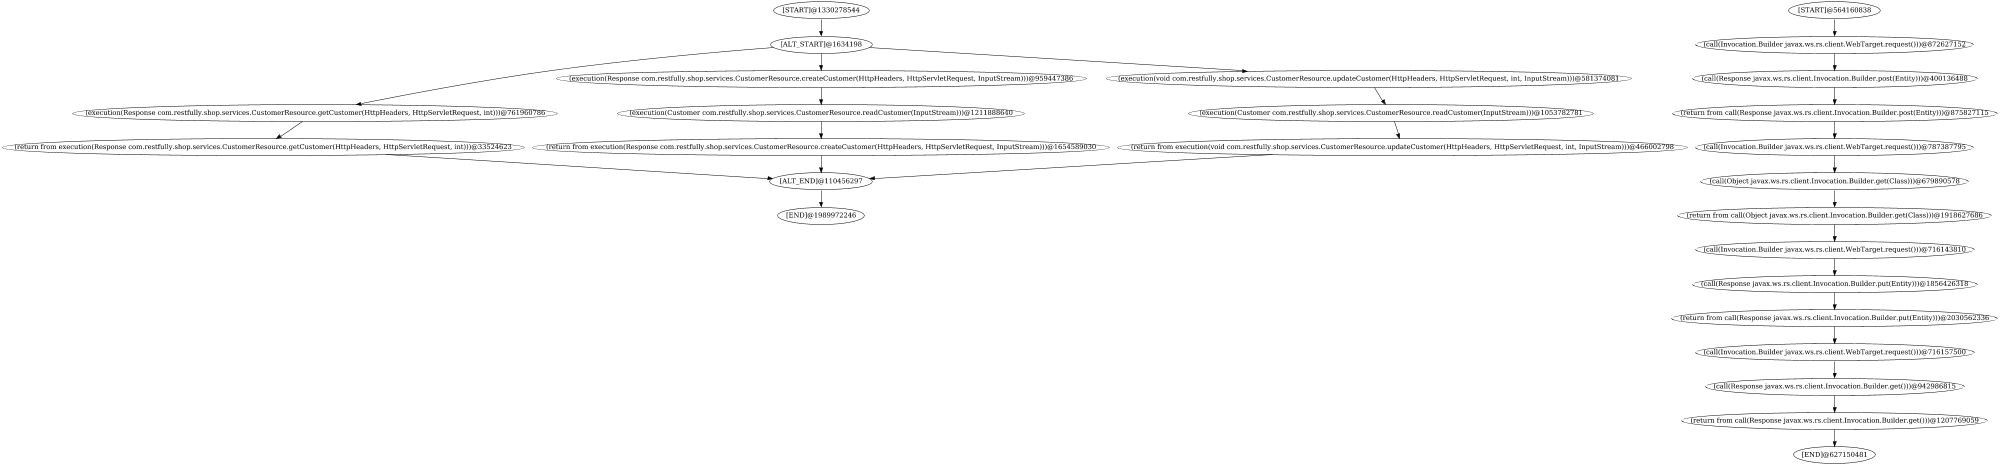 [START]@1330278544
[ALT_START]@1634198
(execution(Response com.restfully.shop.services.CustomerResource.createCustomer(HttpHeaders, HttpServletRequest, InputStream)))@959447386
(execution(void com.restfully.shop.services.CustomerResource.updateCustomer(HttpHeaders, HttpServletRequest, int, InputStream)))@581374081
(execution(Response com.restfully.shop.services.CustomerResource.getCustomer(HttpHeaders, HttpServletRequest, int)))@761960786
(execution(Customer com.restfully.shop.services.CustomerResource.readCustomer(InputStream)))@1211888640
(execution(Customer com.restfully.shop.services.CustomerResource.readCustomer(InputStream)))@1053782781
(return from execution(Response com.restfully.shop.services.CustomerResource.getCustomer(HttpHeaders, HttpServletRequest, int)))@33524623
(return from execution(Response com.restfully.shop.services.CustomerResource.createCustomer(HttpHeaders, HttpServletRequest, InputStream)))@1654589030
(return from execution(void com.restfully.shop.services.CustomerResource.updateCustomer(HttpHeaders, HttpServletRequest, int, InputStream)))@466002798
[ALT_END]@110456297
[END]@1989972246
[START]@564160838
(call(Invocation.Builder javax.ws.rs.client.WebTarget.request()))@872627152
(call(Response javax.ws.rs.client.Invocation.Builder.post(Entity)))@400136488
(return from call(Response javax.ws.rs.client.Invocation.Builder.post(Entity)))@875827115
(call(Invocation.Builder javax.ws.rs.client.WebTarget.request()))@787387795
(call(Object javax.ws.rs.client.Invocation.Builder.get(Class)))@679890578
(return from call(Object javax.ws.rs.client.Invocation.Builder.get(Class)))@1918627686
(call(Invocation.Builder javax.ws.rs.client.WebTarget.request()))@716143810
(call(Response javax.ws.rs.client.Invocation.Builder.put(Entity)))@1856426318
(return from call(Response javax.ws.rs.client.Invocation.Builder.put(Entity)))@2030562336
(call(Invocation.Builder javax.ws.rs.client.WebTarget.request()))@716157500
(call(Response javax.ws.rs.client.Invocation.Builder.get()))@942986815
(return from call(Response javax.ws.rs.client.Invocation.Builder.get()))@1207769059
[END]@627150481